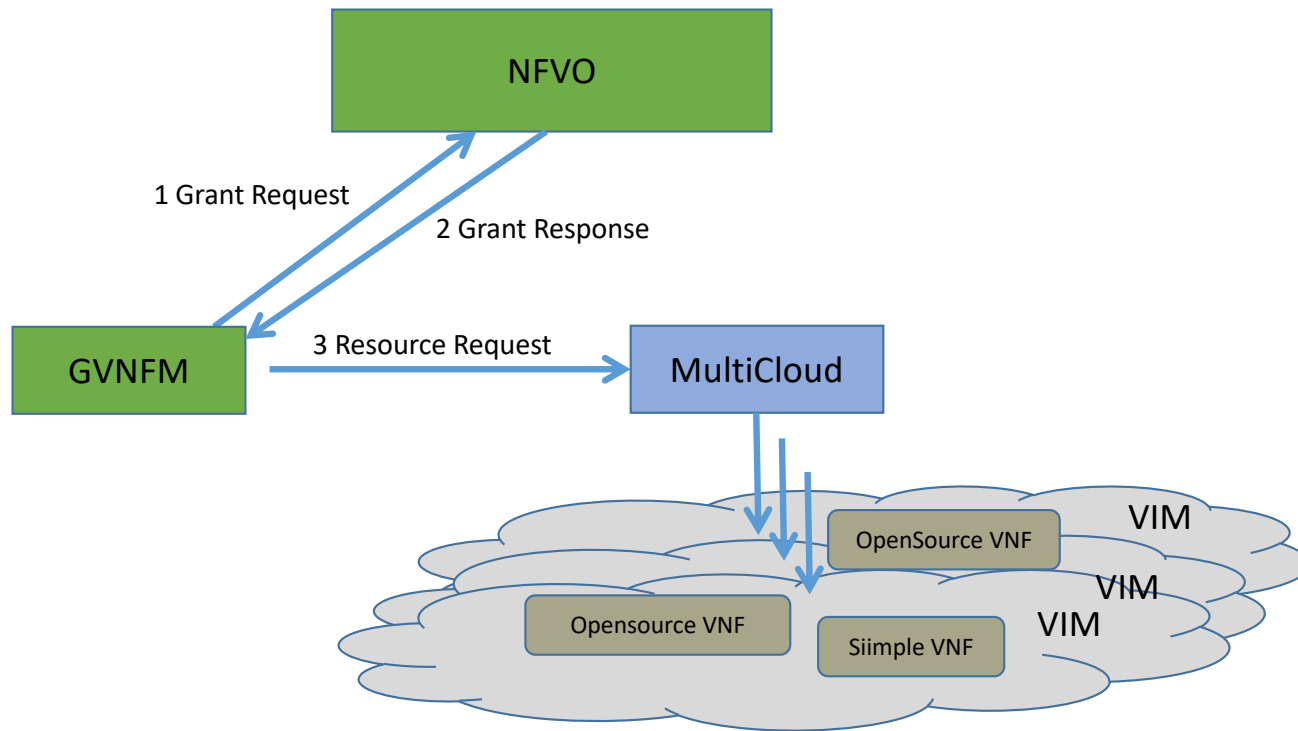 NFVO
1 Grant Request
2 Grant Response
GVNFM
3 Resource Request
MultiCloud
VIM
OpenSource VNF
VIM
Opensource VNF
VIM
Siimple VNF